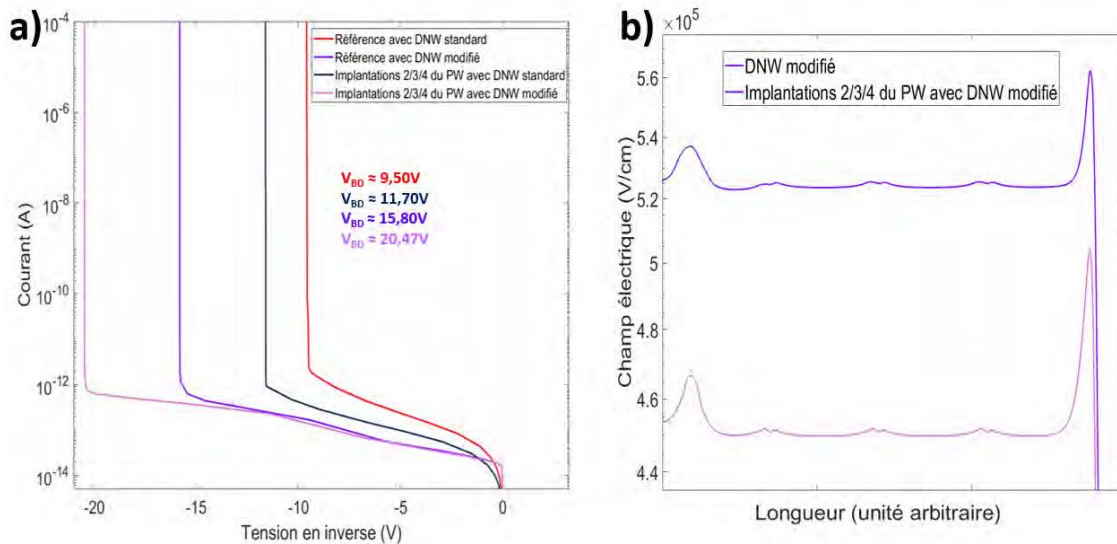 a)
Référence avec DNW standard
Référence avec DNW modifié
Implantations 2/3/4 du PW avec DNW standard
Implantations 2/3/4 du PW avec DNW modifié
V_BD ≈ 9,50V
V_BD ≈ 11,70V
V_BD ≈ 15,80V
V_BD ≈ 20,47V
Courant (A)
10^-4
10^-6
10^-8
10^-10
10^-12
10^-14
-20
-15
-10
-5
0
Tension en inverse (V)
b)
×10^5
DNW modifié
Implantations 2/3/4 du PW avec DNW modifié
Champ électrique (V/cm)
5.6
5.4
5.2
5
4.8
4.6
4.4
Longueur (unité arbitraire)